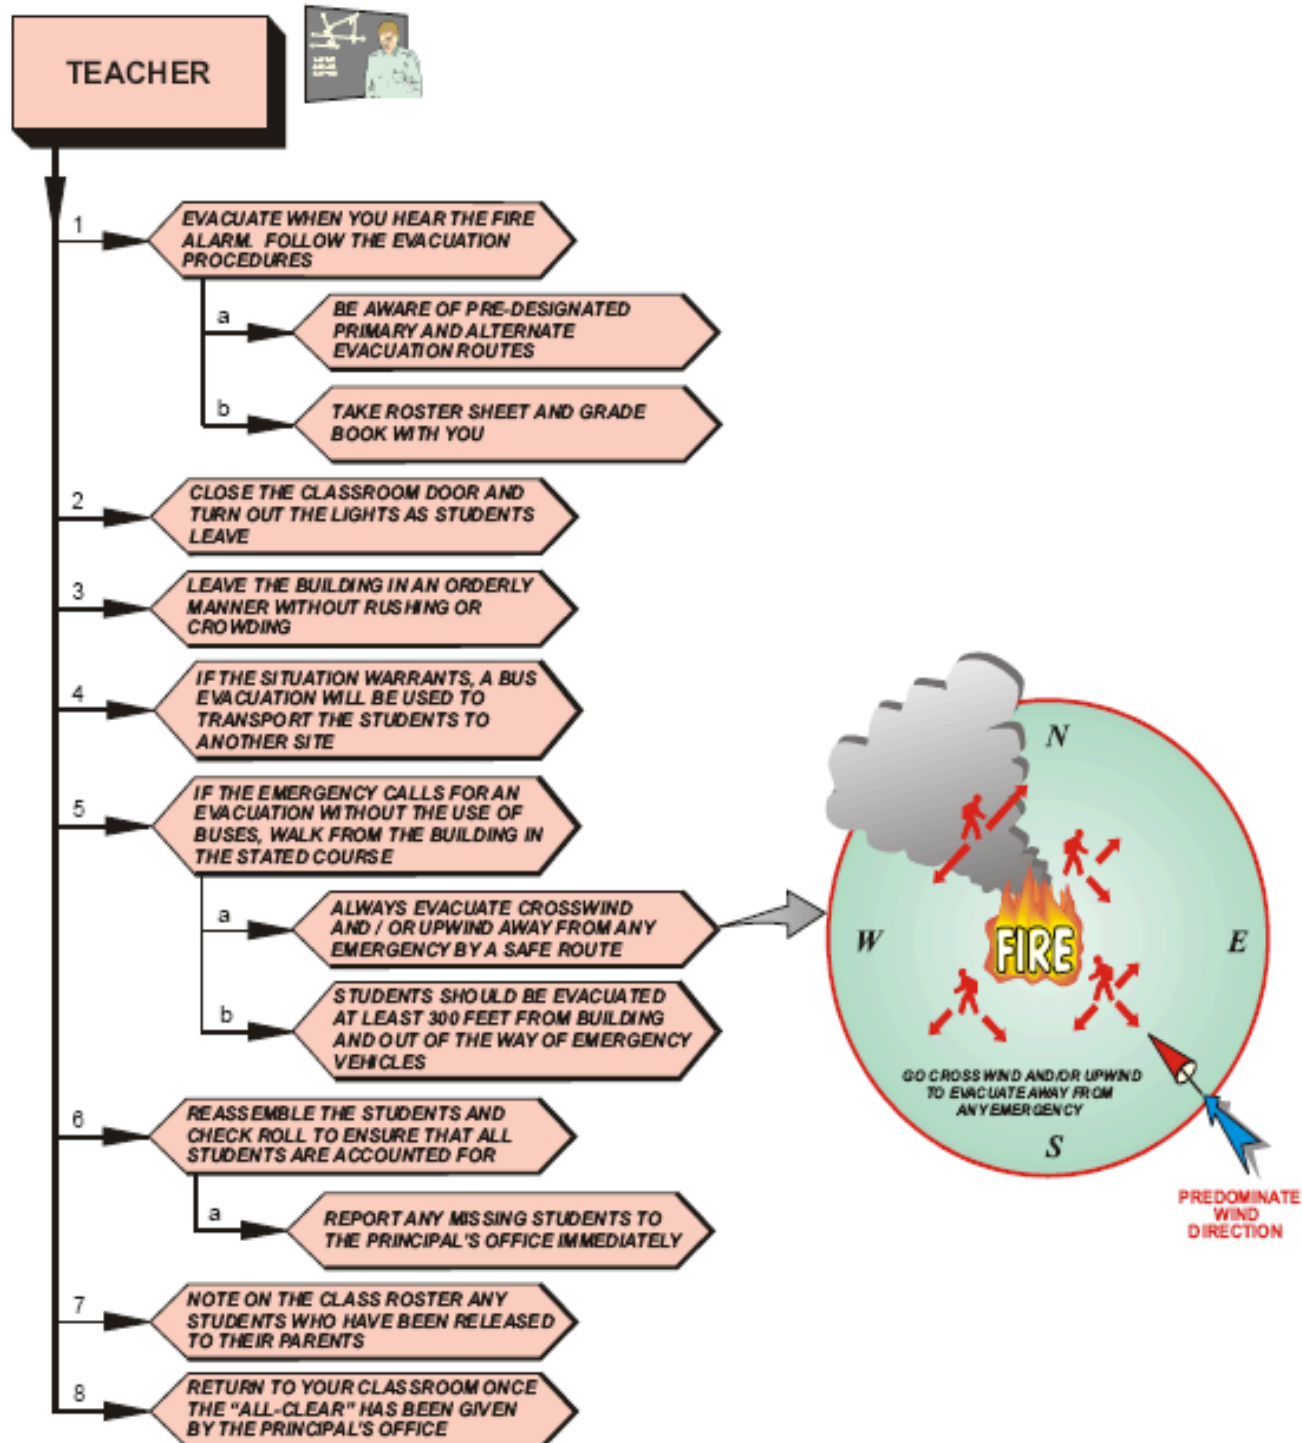 TEACHER
1
EVACUATE WHEN YOU HEAR THE FIRE
ALARM. FOLLOW THE EVACUATION
PROCEDURES
a
BE AWARE OF PRE-DESIGNATED
PRIMARY AND ALTERNATE
EVACUATION ROUTES
b
TAKE ROSTER SHEET AND GRADE
BOOK WITH YOU
2
CLOSE THE CLASSROOM DOOR AND
TURN OUT THE LIGHTS AS STUDENTS
LEAVE
3
LEAVE THE BUILDING IN AN ORDERLY
MANNER WITHOUT RUSHING OR
CROWDING
4
IF THE SITUATION WARRANTS, A BUS
EVACUATION WILL BE USED TO
TRANSPORT THE STUDENTS TO
ANOTHER SITE
5
IF THE EMERGENCY CALLS FOR AN
EVACUATION WITHOUT THE USE OF
BUSES, WALK FROM THE BUILDING IN
THE STATED COURSE
a
ALWAYS EVACUATE CROSSWIND
AND / OR UPWIND AWAY FROM ANY
EMERGENCY BY A SAFE ROUTE
b
STUDENTS SHOULD BE EVACUATED
AT LEAST 300 FEET FROM BUILDING
AND OUT OF THE WAY OF EMERGENCY
VEHICLES
6
REASSEMBLE THE STUDENTS AND
CHECK ROLL TO ENSURE THAT ALL
STUDENTS ARE ACCOUNTED FOR
a
REPORT ANY MISSING STUDENTS TO
THE PRINCIPAL'S OFFICE IMMEDIATELY
7
NOTE ON THE CLASS ROSTER ANY
STUDENTS WHO HAVE BEEN RELEASED
TO THEIR PARENTS
8
RETURN TO YOUR CLASSROOM ONCE
THE "ALL-CLEAR" HAS BEEN GIVEN
BY THE PRINCIPAL'S OFFICE
N
W
FIRE
E
GO CROSS WIND AND/OR UPWIND
TO EVACUATE AWAY FROM
ANY EMERGENCY
S
PREDOMINATE
WIND
DIRECTION